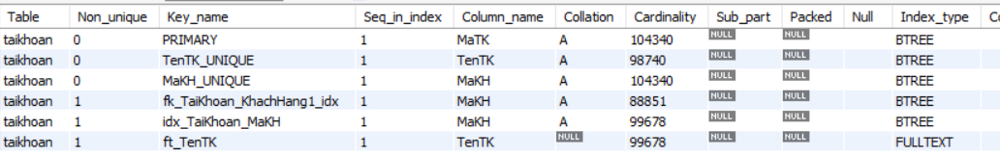 Table Non_unique Key_name Seq_in_index Column_name Collation Cardinality Sub_part Packed Null Index_type
taikhoan 0 PRIMARY 1 MaTK A 104340 NULL NULL BTREE
taikhoan 0 TenTK_UNIQUE 1 TenTK A 98740 NULL NULL BTREE
taikhoan 0 MaKH_UNIQUE 1 MaKH A 104340 NULL NULL BTREE
taikhoan 1 fk_TaiKhoan_KhachHang1_idx 1 MaKH A 88851 NULL NULL BTREE
taikhoan 1 idx_TaiKhoan_MaKH 1 MaKH A 99678 NULL NULL BTREE
taikhoan 1 ft_TenTK 1 TenTK NULL 99678 NULL NULL FULLTEXT